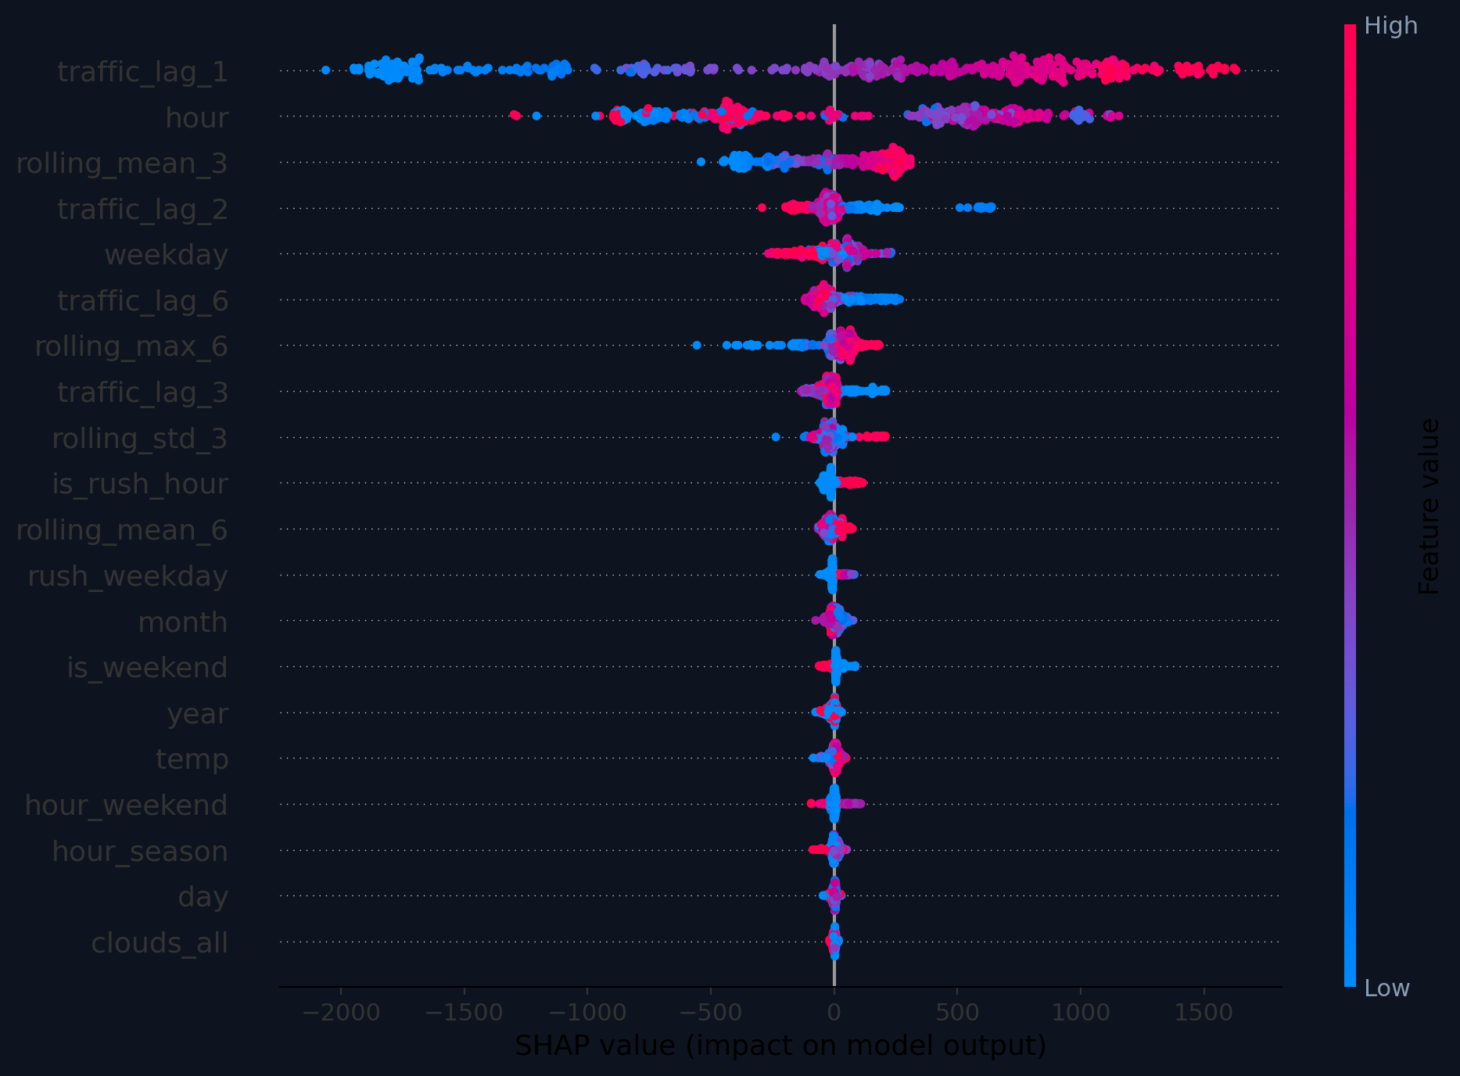 High
traffic_lag_1
hour
rolling_mean_3
traffic_lag_2
weekday
traffic_lag_6
rolling_max_6
traffic_lag_3
rolling_std_3
is_rush_hour
rolling_mean_6
rush_weekday
month
is_weekend
year
temp
hour_weekend
hour_season
day
clouds_all
Feature value
Low
−2000 −1500 −1000 −500 0 500 1000 1500
SHAP value (impact on model output)